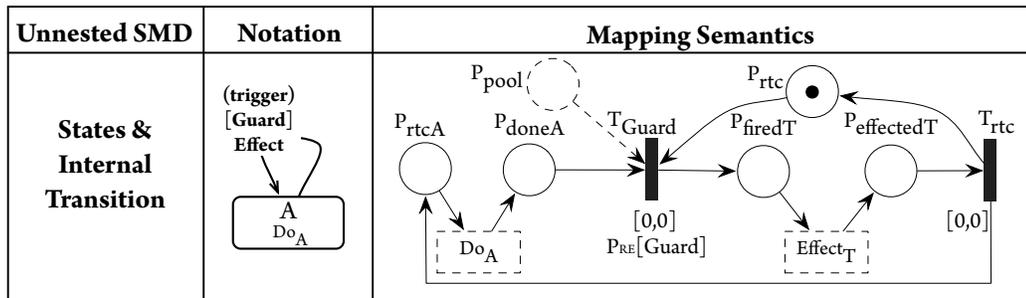 Unnested SMD
Notation
Mapping Semantics
States &
Internal
Transition
(trigger)
[Guard]
Effect
A
DoA
Ppool
Prtc
PrtcA
PdoneA
TGuard
PfiredT
PeffectedT
Trtc
[0,0]
PRE[Guard]
[0,0]
DoA
EffectT